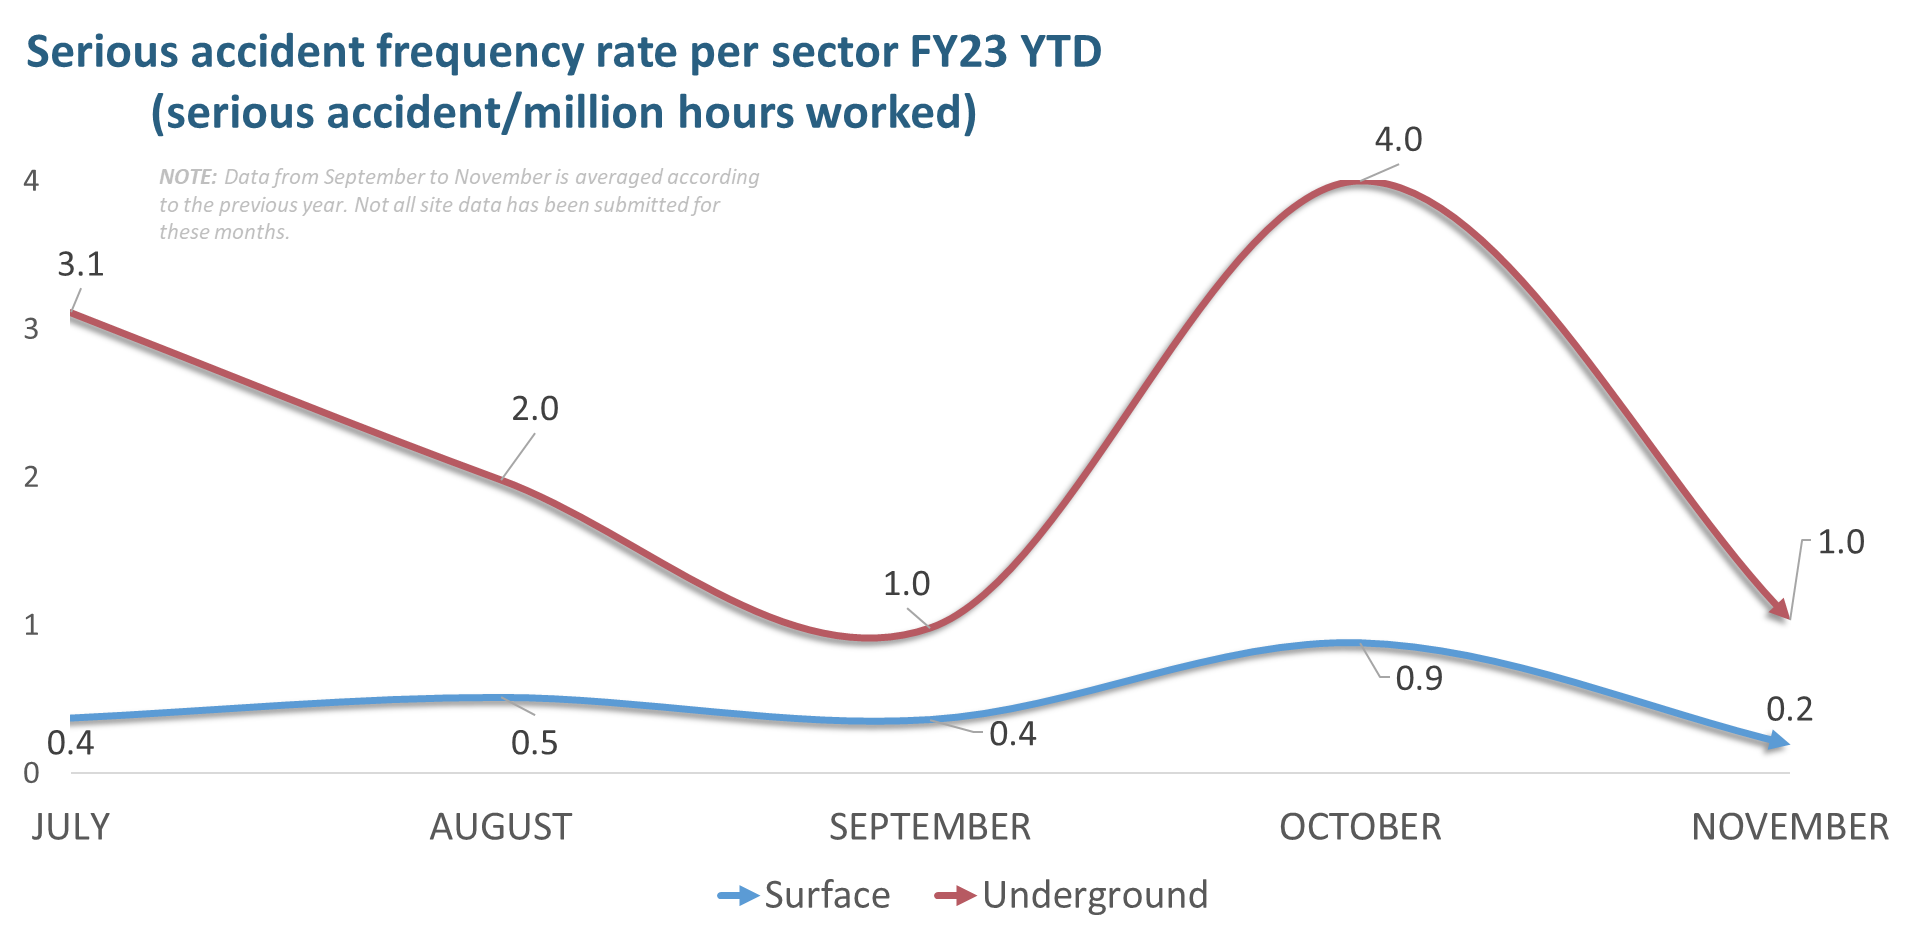 Serious accident frequency rate per sector FY23 YTD
(serious accident/million hours worked)
NOTE: Data from September to November is averaged according
to the previous year. Not all site data has been submitted for
these months.
4
3
2
1
0
3.1
2.0
1.0
4.0
1.0
0.4
0.5
0.4
0.9
0.2
JULY
AUGUST
SEPTEMBER
OCTOBER
NOVEMBER
Surface
Underground